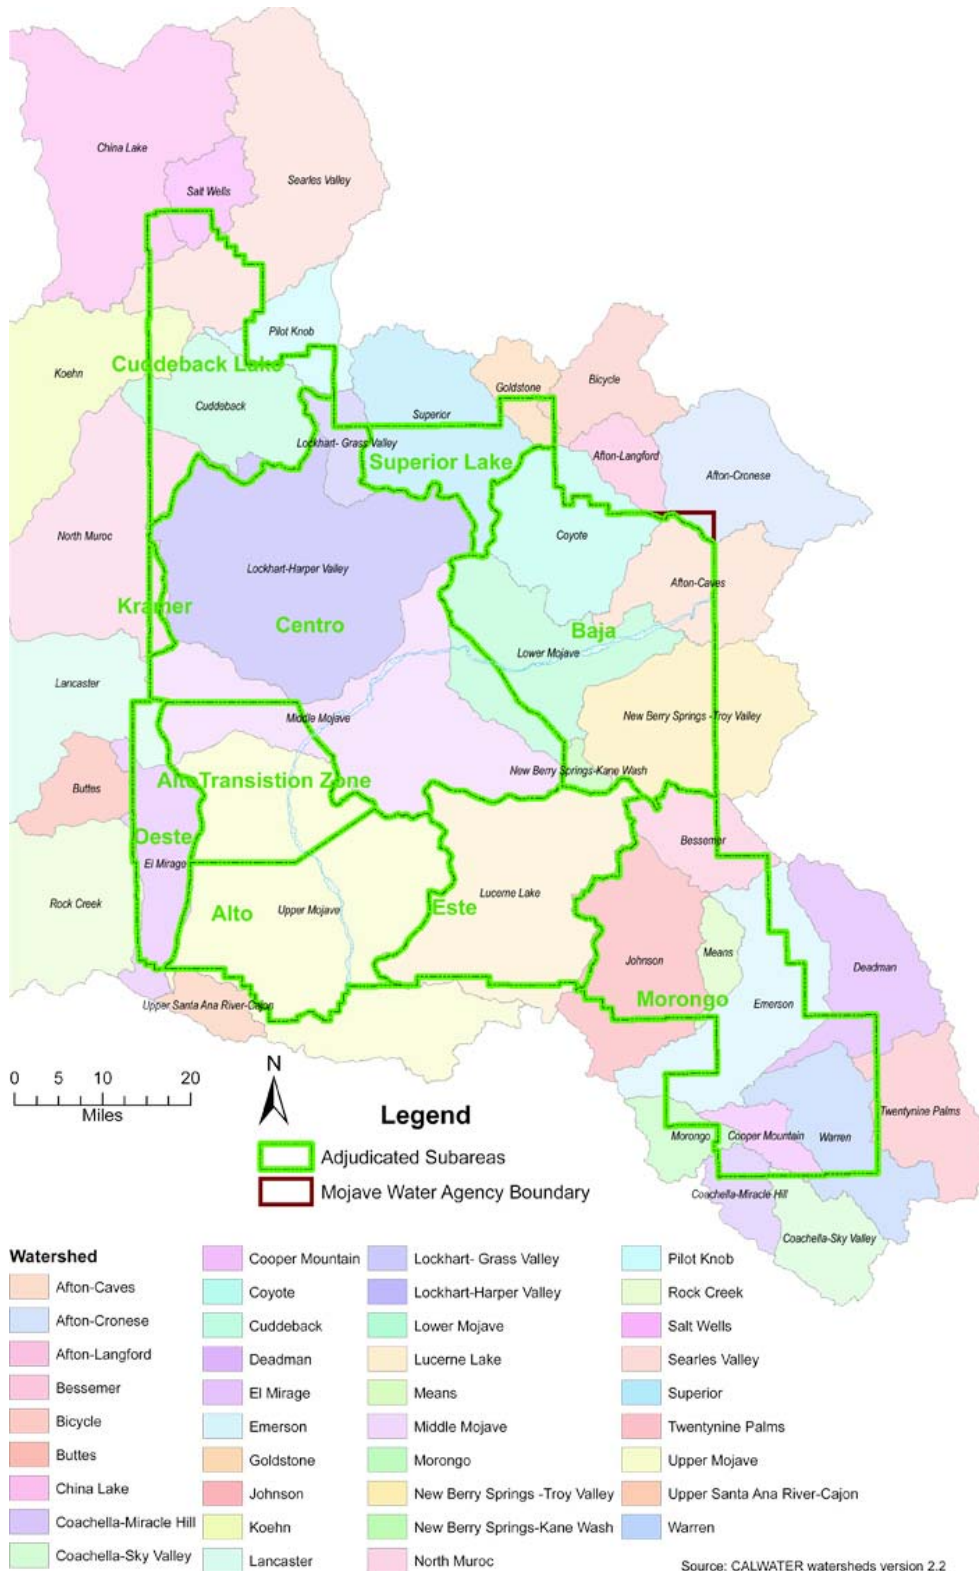 China Lake
Searles Valley
Salt Wells
Pilot Knob
Cuddeback Lake
Koehn
Cuddeback
Goldstone
Bicycle
Superior
Lockhart- Grass Valley
Superior Lake
Afton-Langford
Afton-Cronese
North Muroc
Coyote
Lockhart-Harper Valley
Afton-Caves
Kramer
Centro
Baja
Lower Mojave
Lancaster
Middle Mojave
New Berry Springs -Troy Valley
New Berry Springs-Kane Wash
Alto Transistion Zone
Buttes
Oeste
El Mirage
Bessemer
Rock Creek
Alto
Upper Mojave
Este
Lucerne Lake
Johnson
Means
Deadman
Morongo
Emerson
Upper Santa Ana River-Cajon
Twentynine Palms
Morongo
Cooper Mountain
Warren
Coachella-Miracle Hill
Coachella-Sky Valley
0 5 10 20
Miles
N
Legend
Adjudicated Subareas
Mojave Water Agency Boundary
Watershed
Afton-Caves
Afton-Cronese
Afton-Langford
Bessemer
Bicycle
Buttes
China Lake
Coachella-Miracle Hill
Coachella-Sky Valley
Cooper Mountain
Coyote
Cuddeback
Deadman
El Mirage
Emerson
Goldstone
Johnson
Koehn
Lancaster
Lockhart- Grass Valley
Lockhart-Harper Valley
Lower Mojave
Lucerne Lake
Means
Middle Mojave
Morongo
New Berry Springs -Troy Valley
New Berry Springs-Kane Wash
North Muroc
Pilot Knob
Rock Creek
Salt Wells
Searles Valley
Superior
Twentynine Palms
Upper Mojave
Upper Santa Ana River-Cajon
Warren
Source: CALWATER watersheds version 2.2